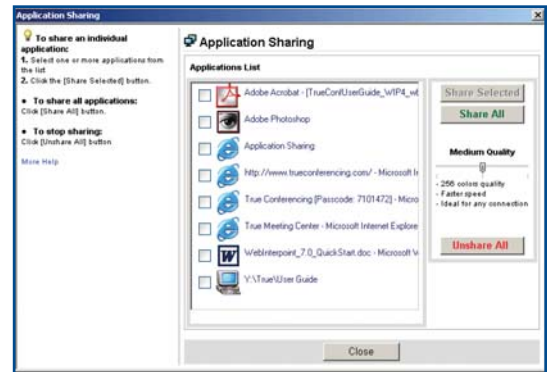 Application Sharing
To share an individual
application:
1. Select one or more applications from
the list
2. Click the [Share Selected] button.
• To share all applications:
Click [Share All] button.
• To stop sharing:
Click [Unshare All] button
More Help
Application Sharing
Applications List
Adobe Acrobat - [TrueConfUserGuide_WIP4_wt
Adobe Photoshop
Application Sharing
http://www.trueconferencing.com/ - Microsoft In
True Conferencing [Passcode: 7101472] - Micro
True Meeting Center - Microsoft Internet Explore
WebInterpoint_7.0_QuickStart.doc - Microsoft W
Y:\True\User Guide
Share Selected
Share All
Medium Quality
- 256 colors quality
- Faster speed
- Ideal for any connection
Unshare All
Close